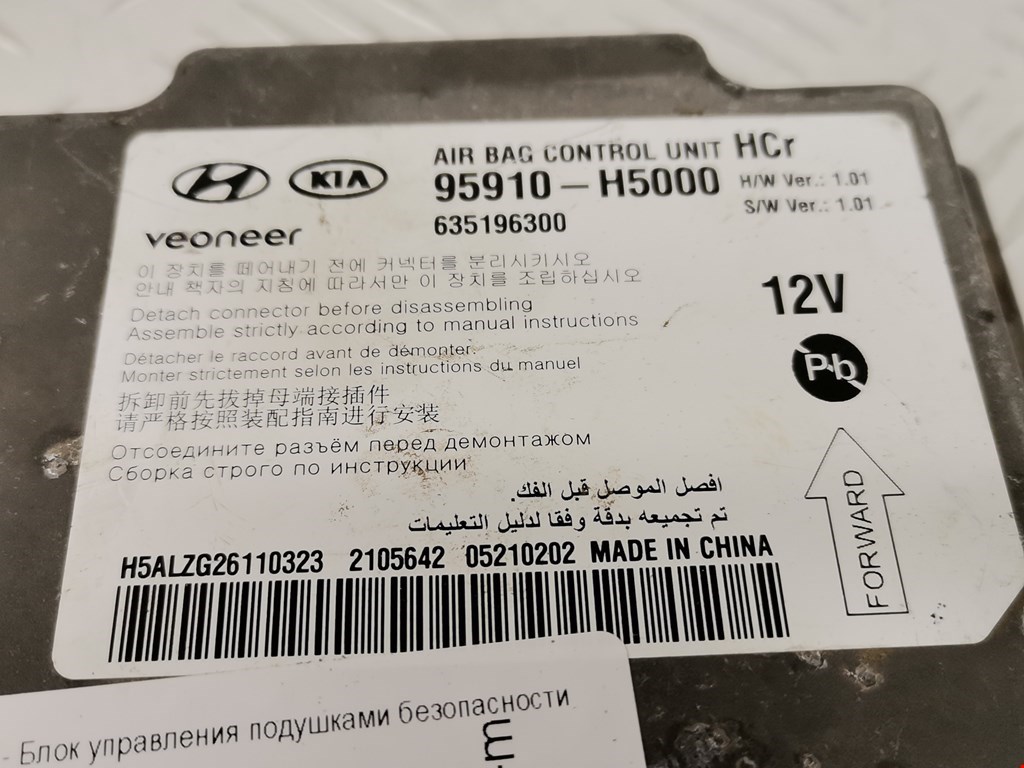 AIR BAG CONTROL UNIT HCr
KIA
95910-H5000
H/W Ver.: 1.01
S/W Ver.: 1.01
635196300
veoneer
이 장치를 떼어내기 전에 커넥터를 분리시키시오
안내 책자의 지침에 따라서만 이 장치를 조립하십시오
Detach connector before disassembling
Assemble strictly according to manual instructions
12V
Détacher le raccord avant de démonter.
Monter strictement selon les instructions du manuel
Pb
拆卸前先拔掉母端接插件
请严格按照装配指南进行安装
Отсоедините разъём перед демонтажом
Сборка строго по инструкции
افصل الموصل قبل الفك.
تم تجميعه بدقة وفقا لدليل التعليمات
FORWARD
H5ALZG26110323 2105642 05210202 MADE IN CHINA
- Блок управления подушками безопасности
-m